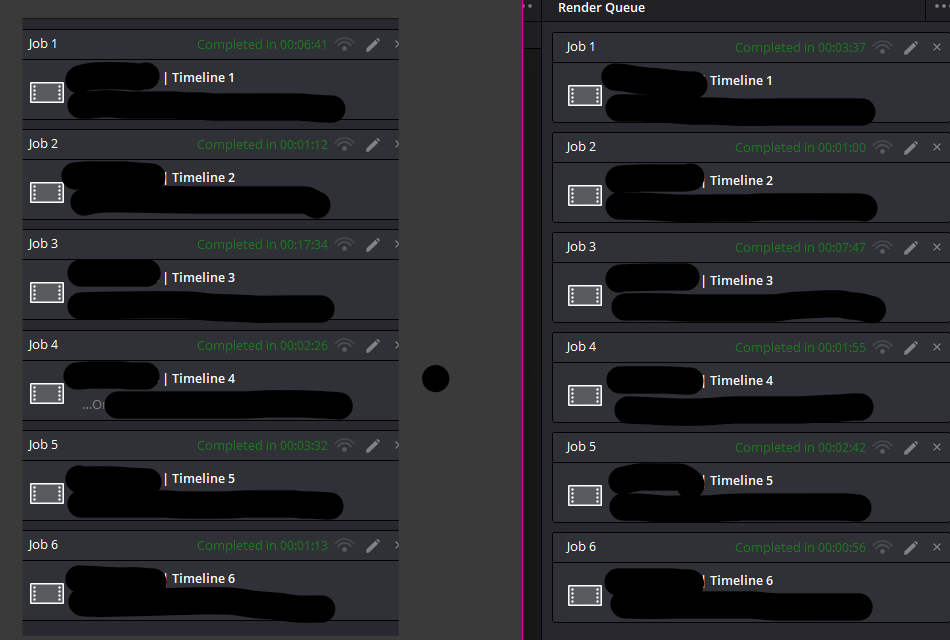 Job 1 Completed in 00:06:41
| Timeline 1
Job 2 Completed in 00:01:12
| Timeline 2
Job 3 Completed in 00:17:34
| Timeline 3
Job 4 Completed in 00:02:26
| Timeline 4
Job 5 Completed in 00:03:32
| Timeline 5
Job 6 Completed in 00:01:13
| Timeline 6
Render Queue
Job 1 Completed in 00:03:37
| Timeline 1
Job 2 Completed in 00:01:00
| Timeline 2
Job 3 Completed in 00:07:47
| Timeline 3
Job 4 Completed in 00:01:55
| Timeline 4
Job 5 Completed in 00:02:42
| Timeline 5
Job 6 Completed in 00:00:56
| Timeline 6